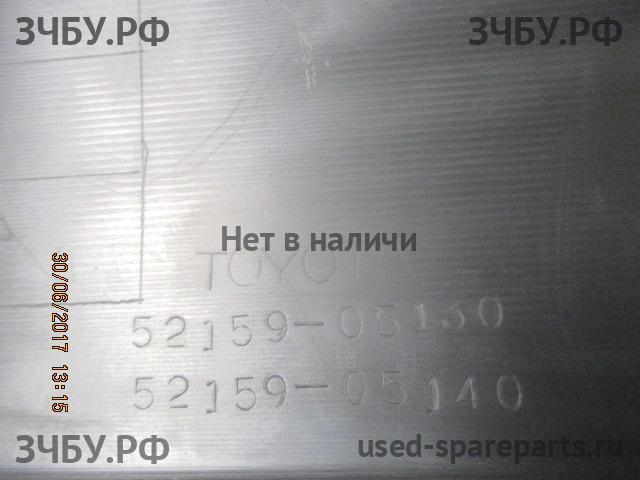 ЗЧБУ.РФ ЗЧБУ.РФ
Нет в наличи
TOYOTA
52159-05130
52159-05140
30/06/2017 13:15
ЗЧБУ.РФ used-spareparts.ru